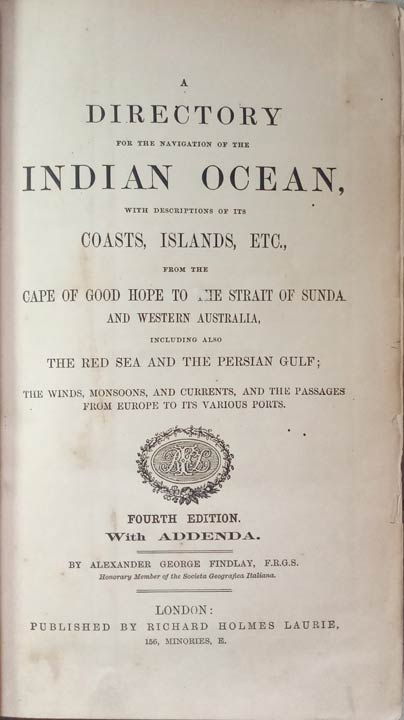 A
DIRECTORY
FOR THE NAVIGATION OF THE
INDIAN OCEAN,
WITH DESCRIPTIONS OF ITS
COASTS, ISLANDS, ETC.,
FROM THE
CAPE OF GOOD HOPE TO THE STRAIT OF SUNDA
AND WESTERN AUSTRALIA,
INCLUDING ALSO
THE RED SEA AND THE PERSIAN GULF;
THE WINDS, MONSOONS, AND CURRENTS, AND THE PASSAGES
FROM EUROPE TO ITS VARIOUS PORTS.
FOURTH EDITION.
With ADDENDA.
BY ALEXANDER GEORGE FINDLAY, F.R.G.S.
Honorary Member of the Societa Geografica Italiana.
LONDON:
PUBLISHED BY RICHARD HOLMES LAURIE,
156, MINORIES, E.